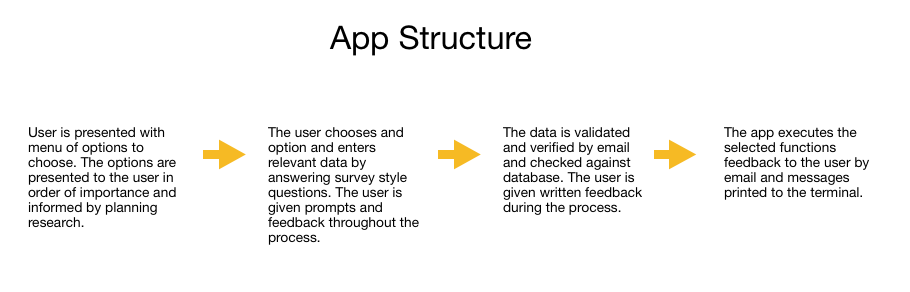 App Structure
User is presented with
menu of options to
choose. The options are
presented to the user in
order of importance and
informed by planning
research.
The user chooses and
option and enters
relevant data by
answering survey style
questions. The user is
given prompts and
feedback throughout the
process.
The data is validated
and verified by email
and checked against
database. The user is
given written feedback
during the process.
The app executes the
selected functions
feedback to the user by
email and messages
printed to the terminal.